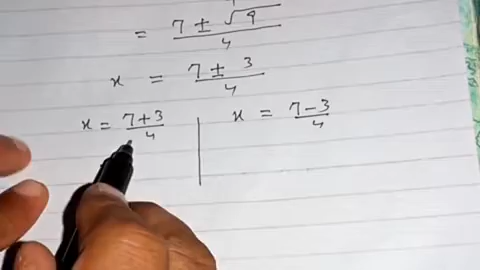 = 7 ± √9 / 4
x = 7 ± 3 / 4
x = 7 + 3 / 4 | x = 7 - 3 / 4